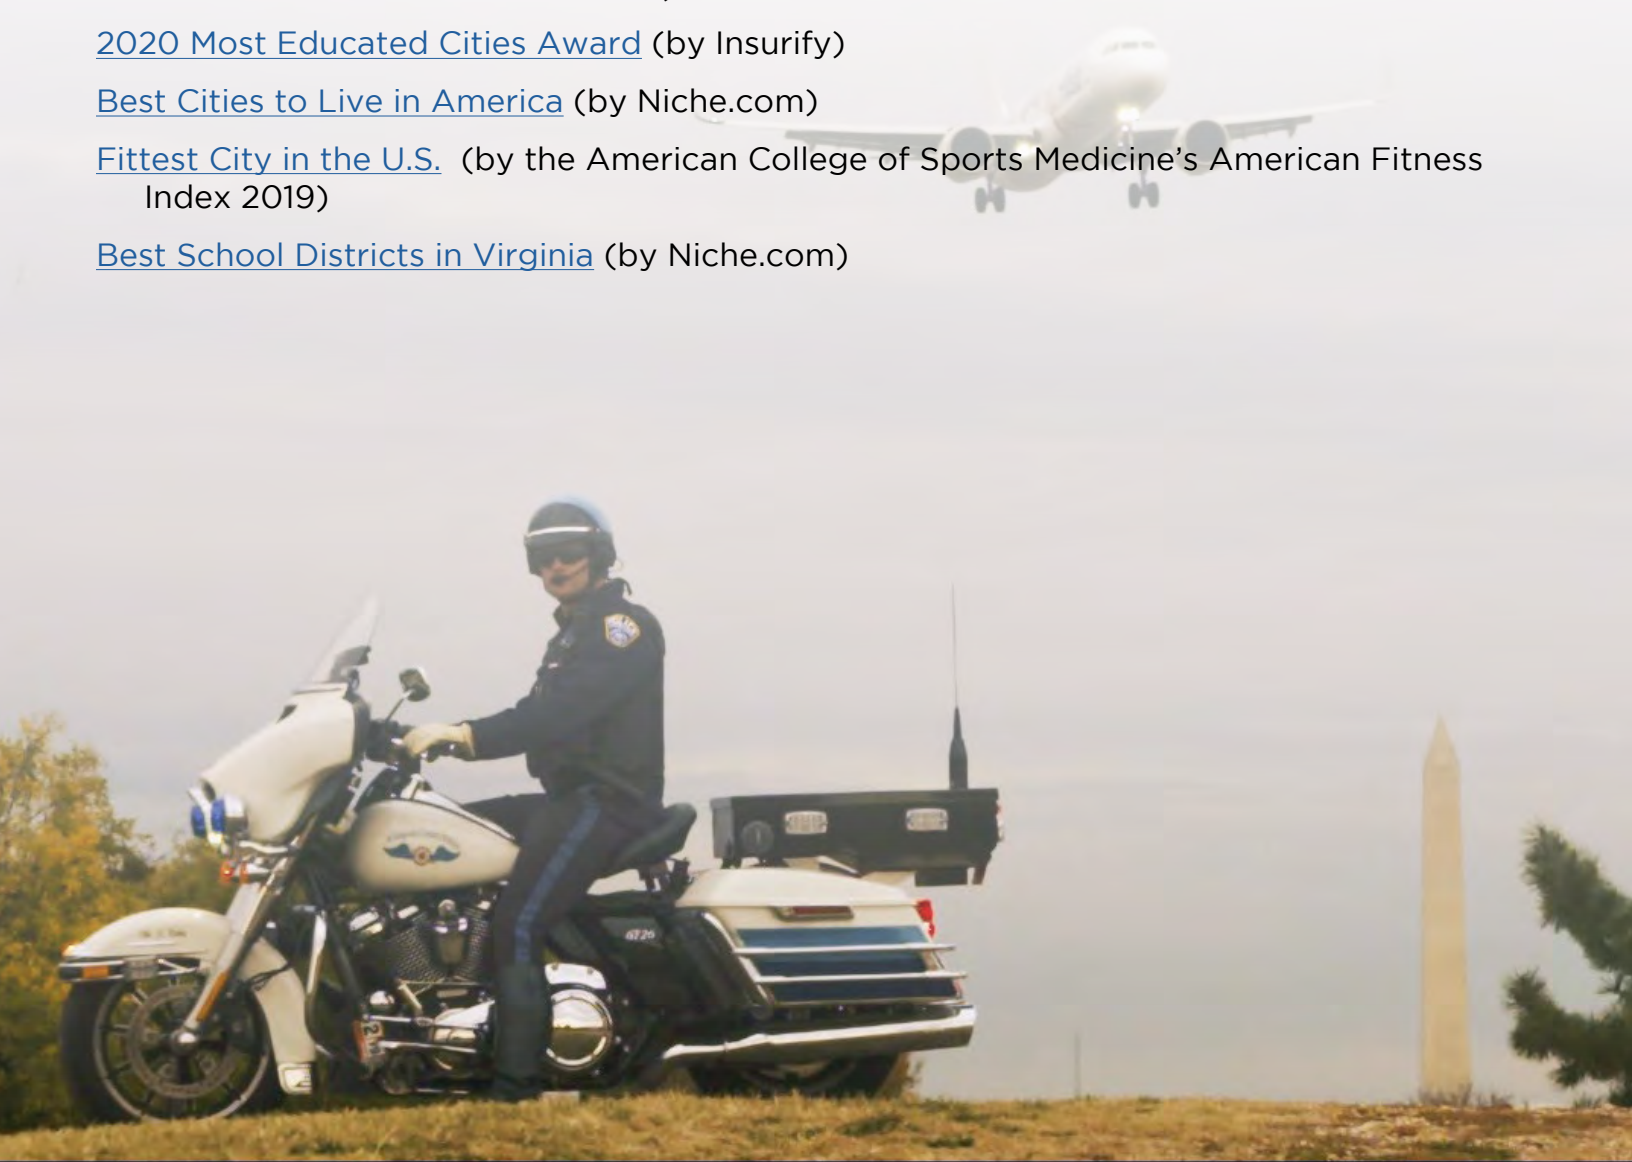 2020 Most Educated Cities Award (by Insurify)
Best Cities to Live in America (by Niche.com)
Fittest City in the U.S. (by the American College of Sports Medicine’s American Fitness
Index 2019)
Best School Districts in Virginia (by Niche.com)
6726